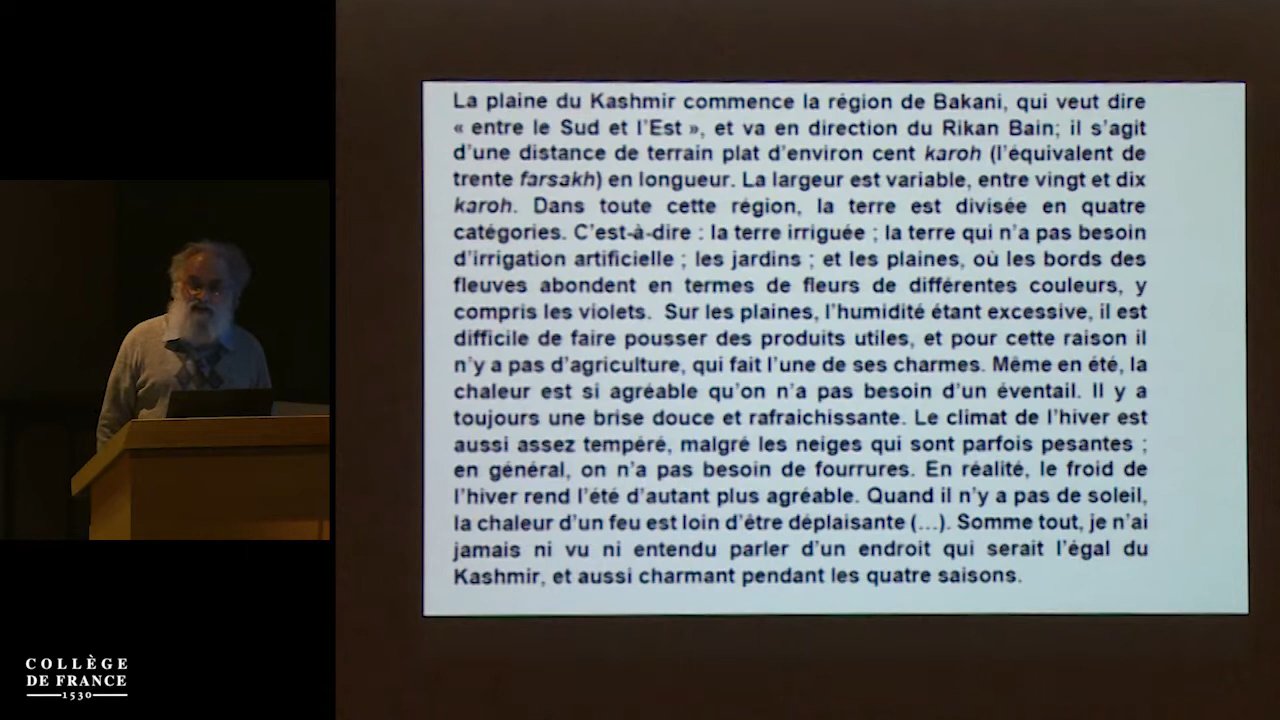 La plaine du Kashmir commence la région de Bakani, qui veut dire
« entre le Sud et l'Est », et va en direction du Rikan Bain; il s'agit
d'une distance de terrain plat d'environ cent karoh (l'équivalent de
trente farsakh) en longueur. La largeur est variable, entre vingt et dix
karoh. Dans toute cette région, la terre est divisée en quatre
catégories. C'est-à-dire : la terre irriguée ; la terre qui n'a pas besoin
d'irrigation artificielle ; les jardins ; et les plaines, où les bords des
fleuves abondent en termes de fleurs de différentes couleurs, y
compris les violets. Sur les plaines, l'humidité étant excessive, il est
difficile de faire pousser des produits utiles, et pour cette raison il
n'y a pas d'agriculture, qui fait l'une de ses charmes. Même en été, la
chaleur est si agréable qu'on n'a pas besoin d'un éventail. Il y a
toujours une brise douce et rafraichissante. Le climat de l'hiver est
aussi assez tempéré, malgré les neiges qui sont parfois pesantes ;
en général, on n'a pas besoin de fourrures. En réalité, le froid de
l'hiver rend l'été d'autant plus agréable. Quand il n'y a pas de soleil,
la chaleur d'un feu est loin d'être déplaisante (...). Somme tout, je n'ai
jamais ni vu ni entendu parler d'un endroit qui serait l'égal du
Kashmir, et aussi charmant pendant les quatre saisons.
COLLÈGE
DE FRANCE
1530